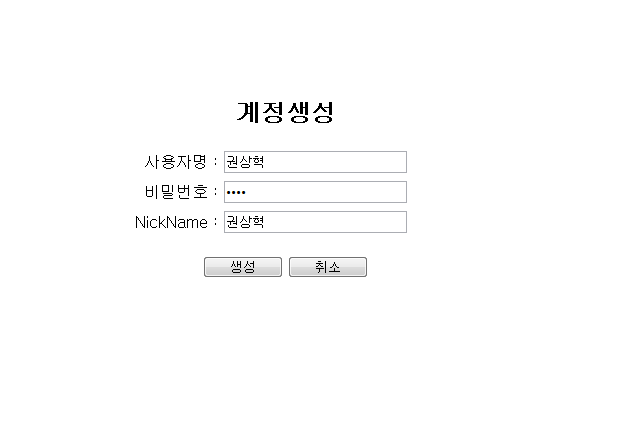 계정생성
사용자명 : 권상혁
비밀번호 : ••••
NickName : 권상혁
생성 취소